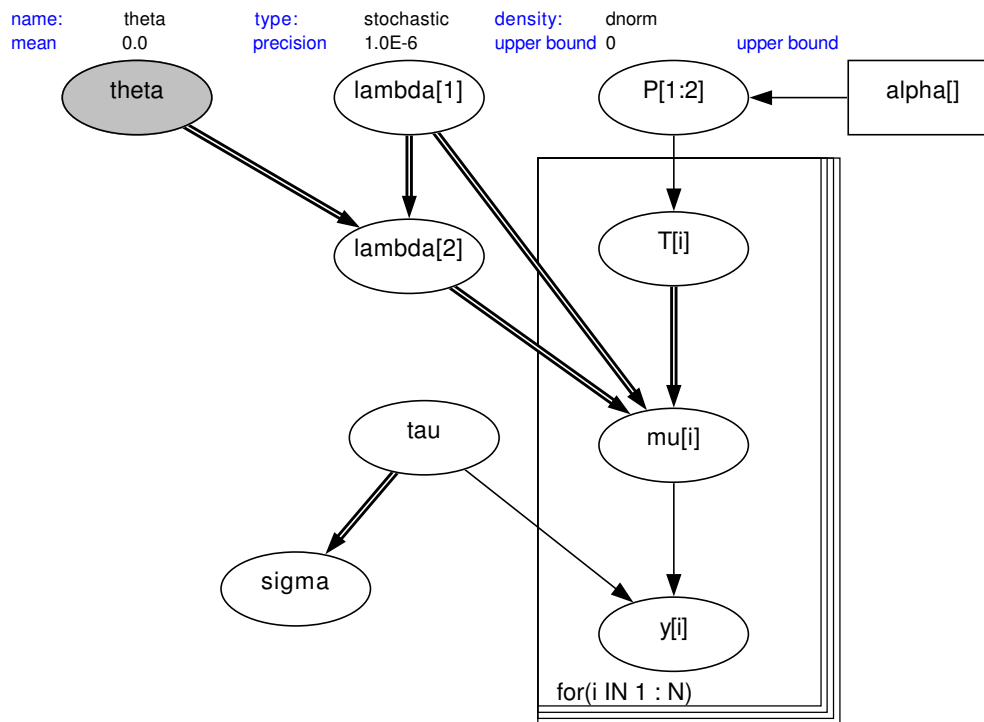 name: theta type: stochastic density: dnorm
mean 0.0 precision 1.0E-6 upper bound 0 upper bound
theta lambda[1] P[1:2] alpha[]
lambda[2] T[i]
tau mu[i]
sigma
y[i]
for(i IN 1 : N)